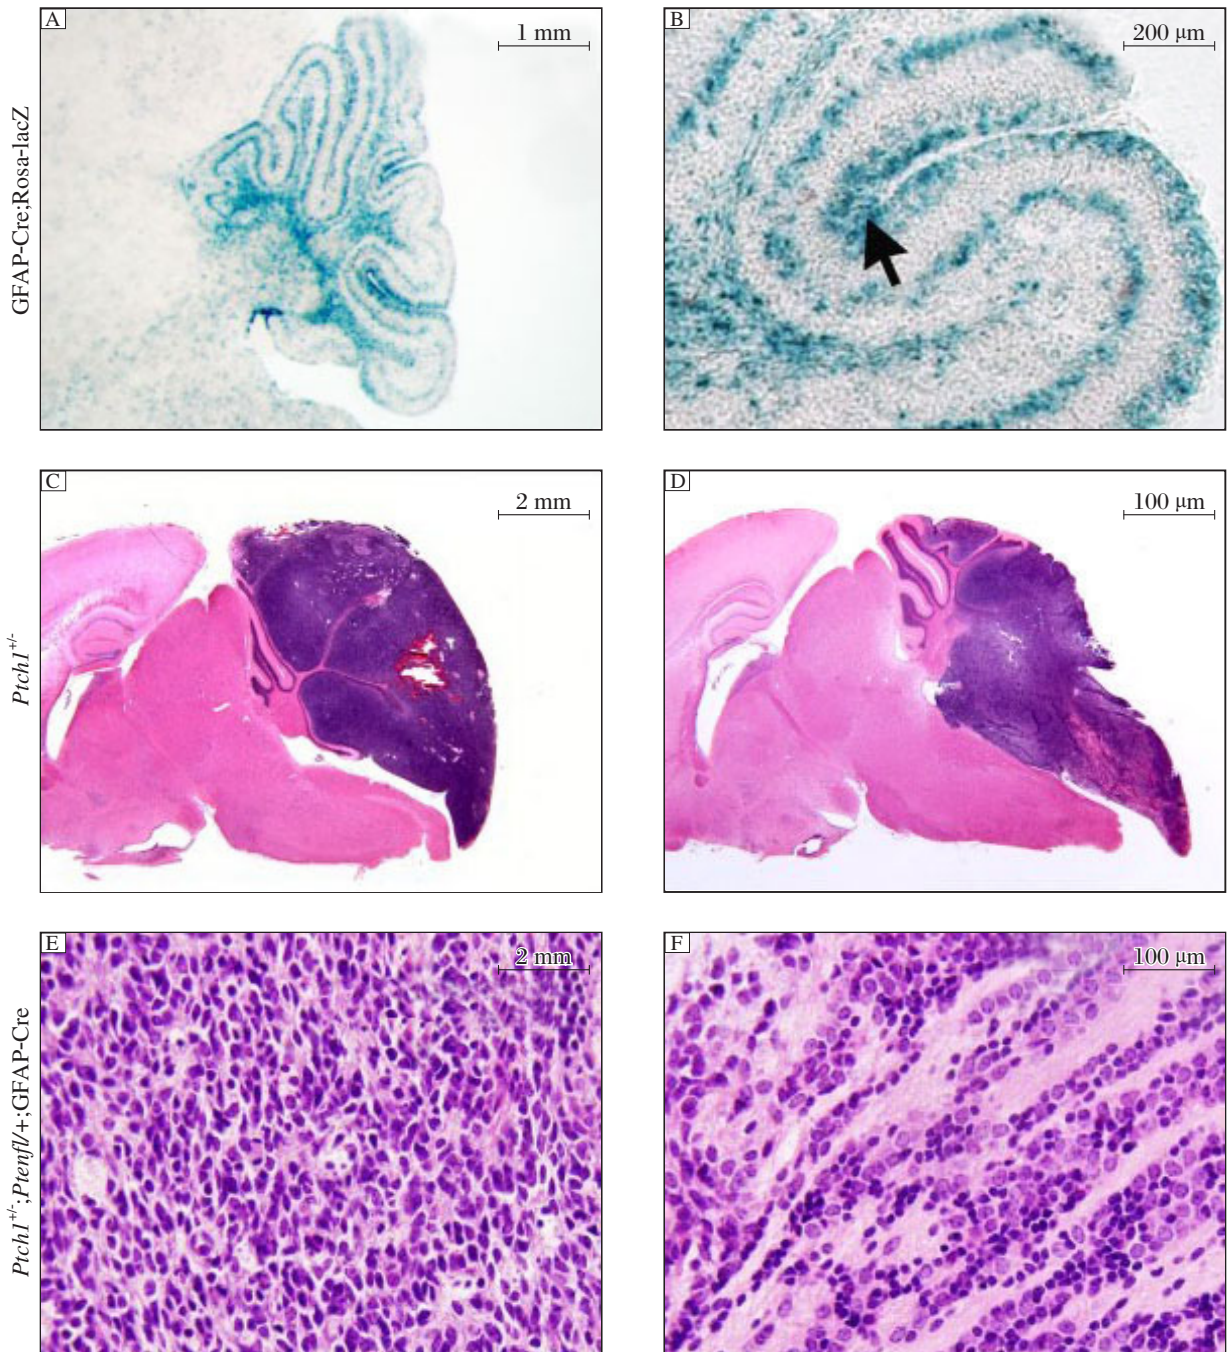 A
1 mm
B
200 µm
GFAP-Cre;Rosa-lacZ
C
2 mm
D
100 µm
Ptch1+/-
E
2 mm
F
100 µm
Ptch1+/-;Ptenfl/+;GFAP-Cre